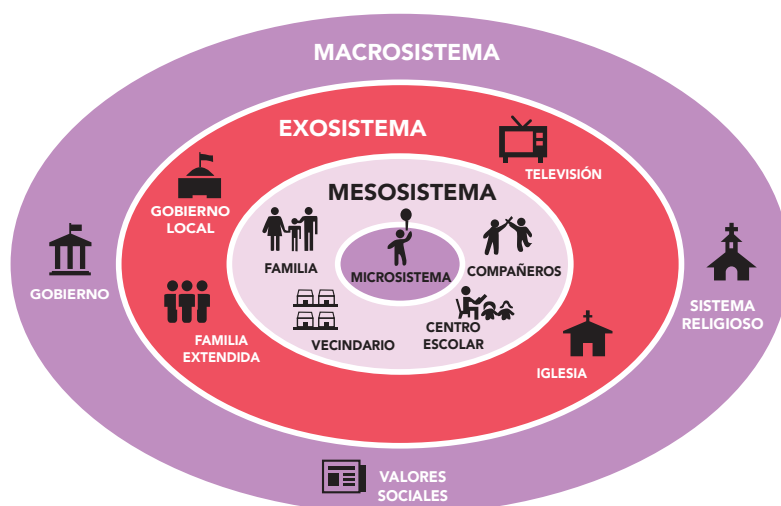 MACROSISTEMA
EXOSISTEMA
TELEVISIÓN
MESOSISTEMA
GOBIERNO
LOCAL
FAMILIA
MICROSISTEMA
COMPAÑEROS
GOBIERNO
SISTEMA
RELIGIOSO
FAMILIA
EXTENDIDA
VECINDARIO
CENTRO
ESCOLAR
IGLESIA
VALORES
SOCIALES